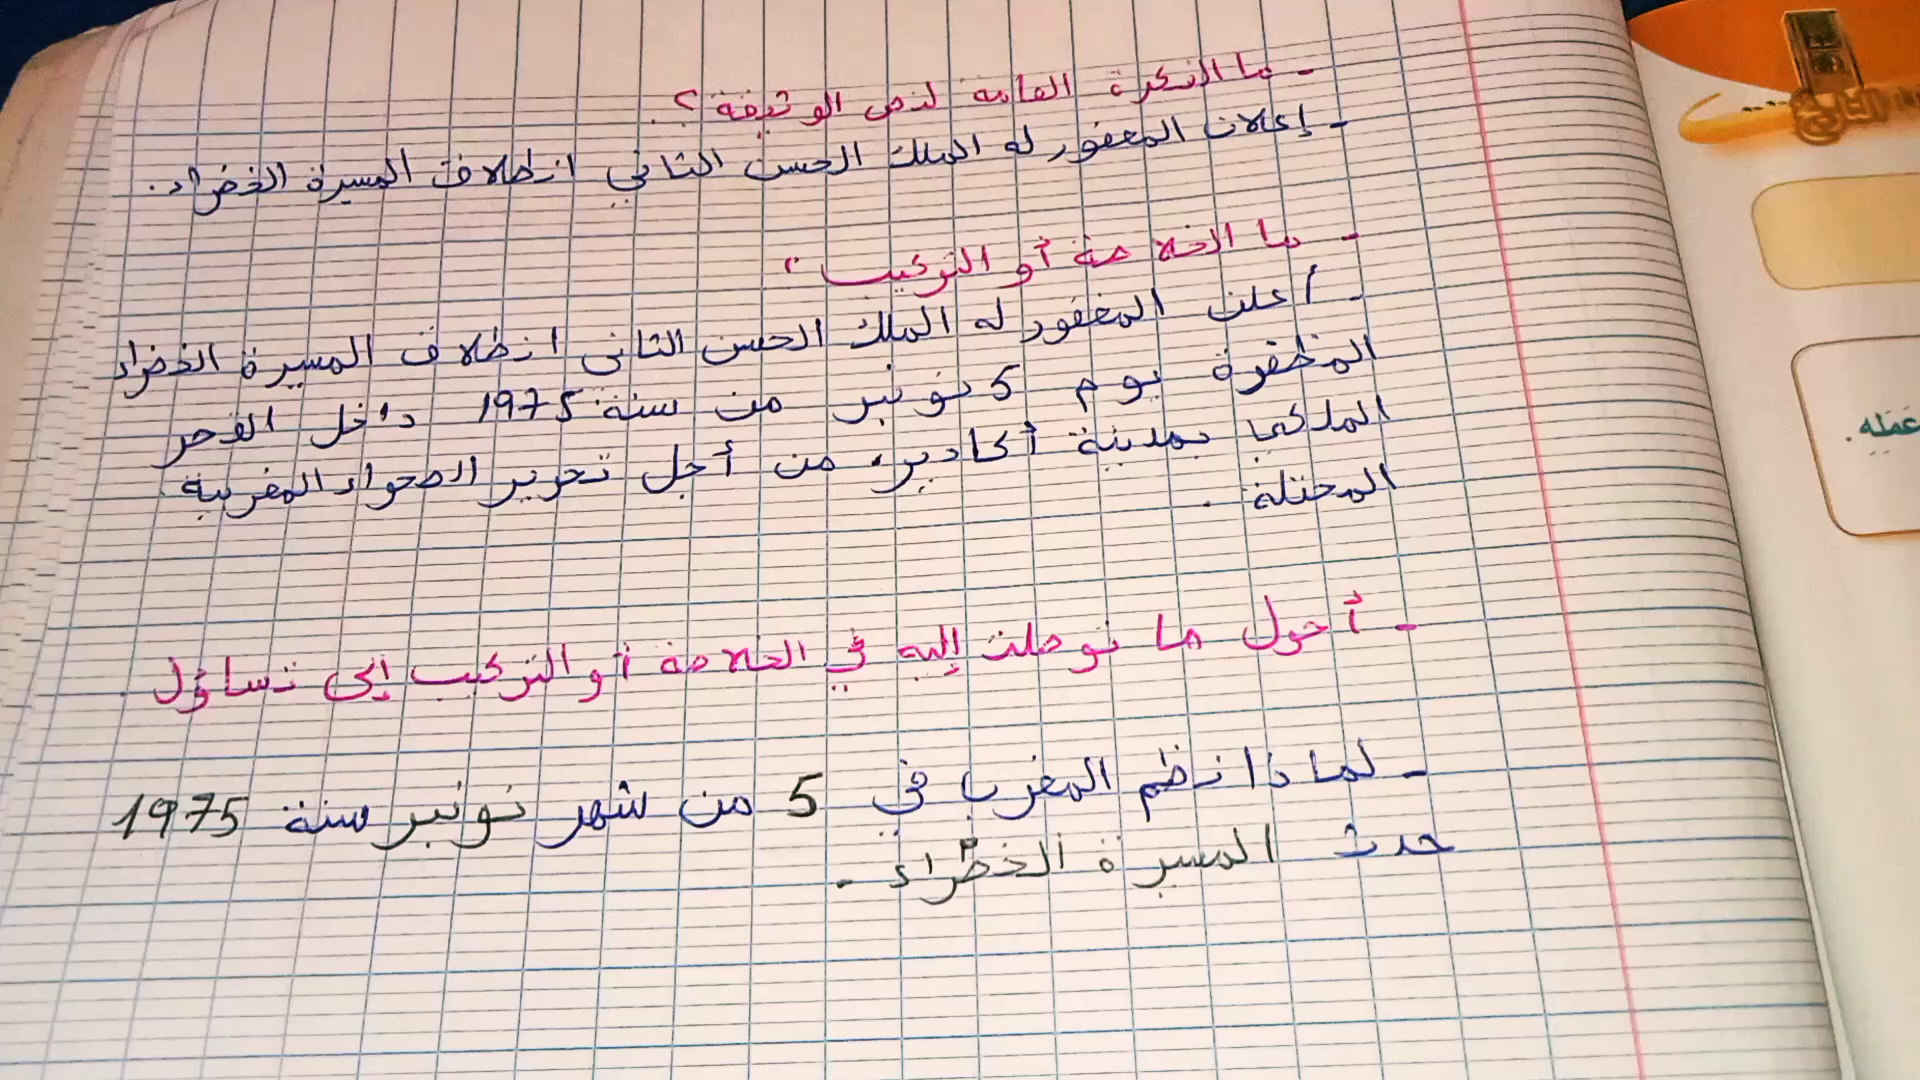 - ما الفكرة العامة لنص الوثيقة؟
- إعلان المغفور له الملك الحسن الثاني انطلاق المسيرة الخضراء.
- ما الخلاصة أو التركيب؟
- أعلن المغفور له الملك الحسن الثاني انطلاق المسيرة الخضراء
المظفرة يوم 5 نونبر من سنة 1975 داخل القصر
الملكي بمدينة أكادير، من أجل تحرير الصحراء المغربية
المحتلة.
- أحول ما توصلت إليه في الخلاصة أو التركيب إلى تساؤل.
- لماذا نظم المغرب في 5 من شهر نونبر سنة 1975
حدث المسيرة الخظراء.
التاريخ
عَمَلِهِ.